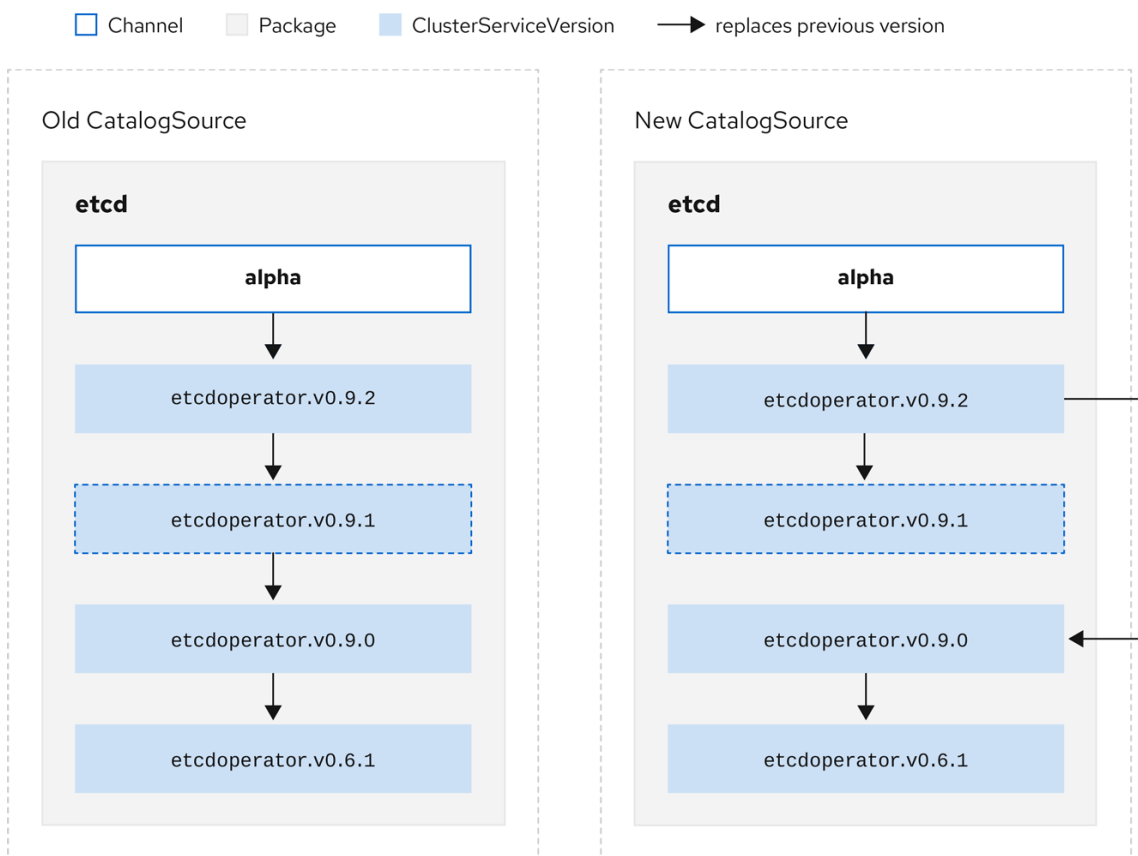 Channel
Package
ClusterServiceVersion
replaces previous version
Old CatalogSource
etcd
alpha
etcdoperator.v0.9.2
etcdoperator.v0.9.1
etcdoperator.v0.9.0
etcdoperator.v0.6.1
New CatalogSource
etcd
alpha
etcdoperator.v0.9.2
etcdoperator.v0.9.1
etcdoperator.v0.9.0
etcdoperator.v0.6.1